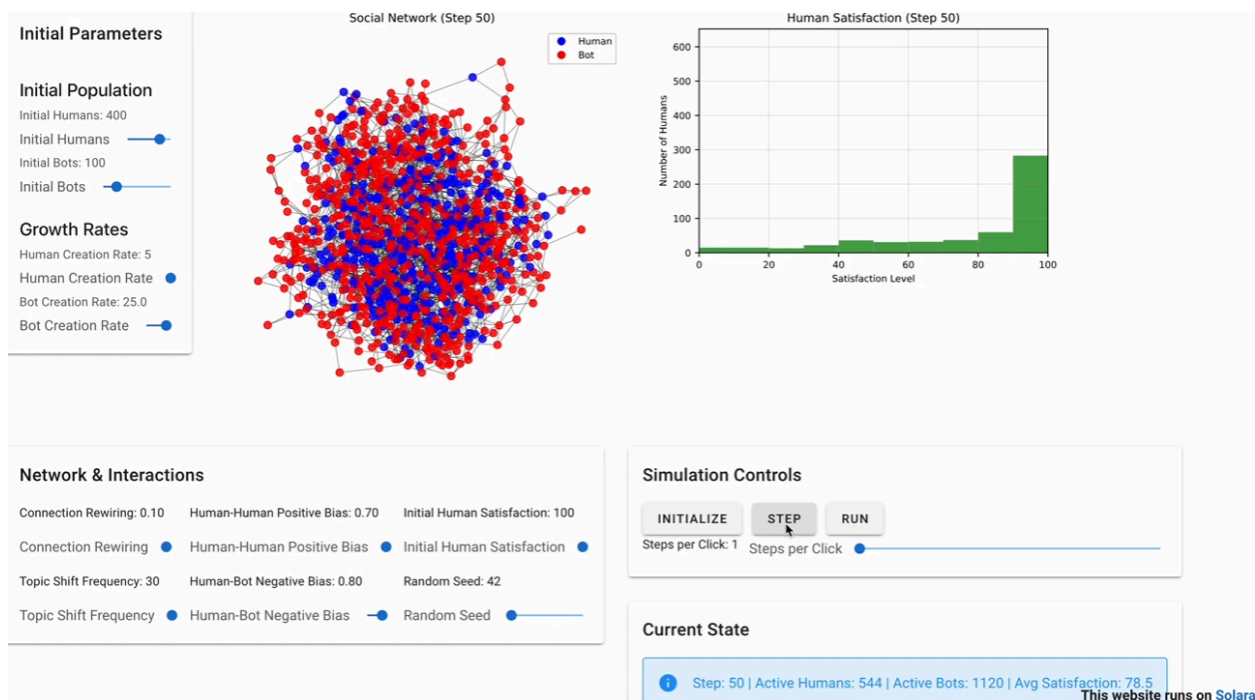 Initial Parameters
Initial Population
Initial Humans: 400
Initial Humans
Initial Bots: 100
Initial Bots
Growth Rates
Human Creation Rate: 5
Human Creation Rate
Bot Creation Rate: 25.0
Bot Creation Rate
Social Network (Step 50)
Human
Bot
Human Satisfaction (Step 50)
Number of Humans
600
500
400
300
200
100
0
0 20 40 60 80 100
Satisfaction Level
Network & Interactions
Connection Rewiring: 0.10 Human-Human Positive Bias: 0.70 Initial Human Satisfaction: 100
Connection Rewiring Human-Human Positive Bias Initial Human Satisfaction
Topic Shift Frequency: 30 Human-Bot Negative Bias: 0.80 Random Seed: 42
Topic Shift Frequency Human-Bot Negative Bias Random Seed
Simulation Controls
INITIALIZE STEP RUN
Steps per Click: 1 Steps per Click
Current State
Step: 50 | Active Humans: 544 | Active Bots: 1120 | Avg Satisfaction: 78.5
This website runs on Solara